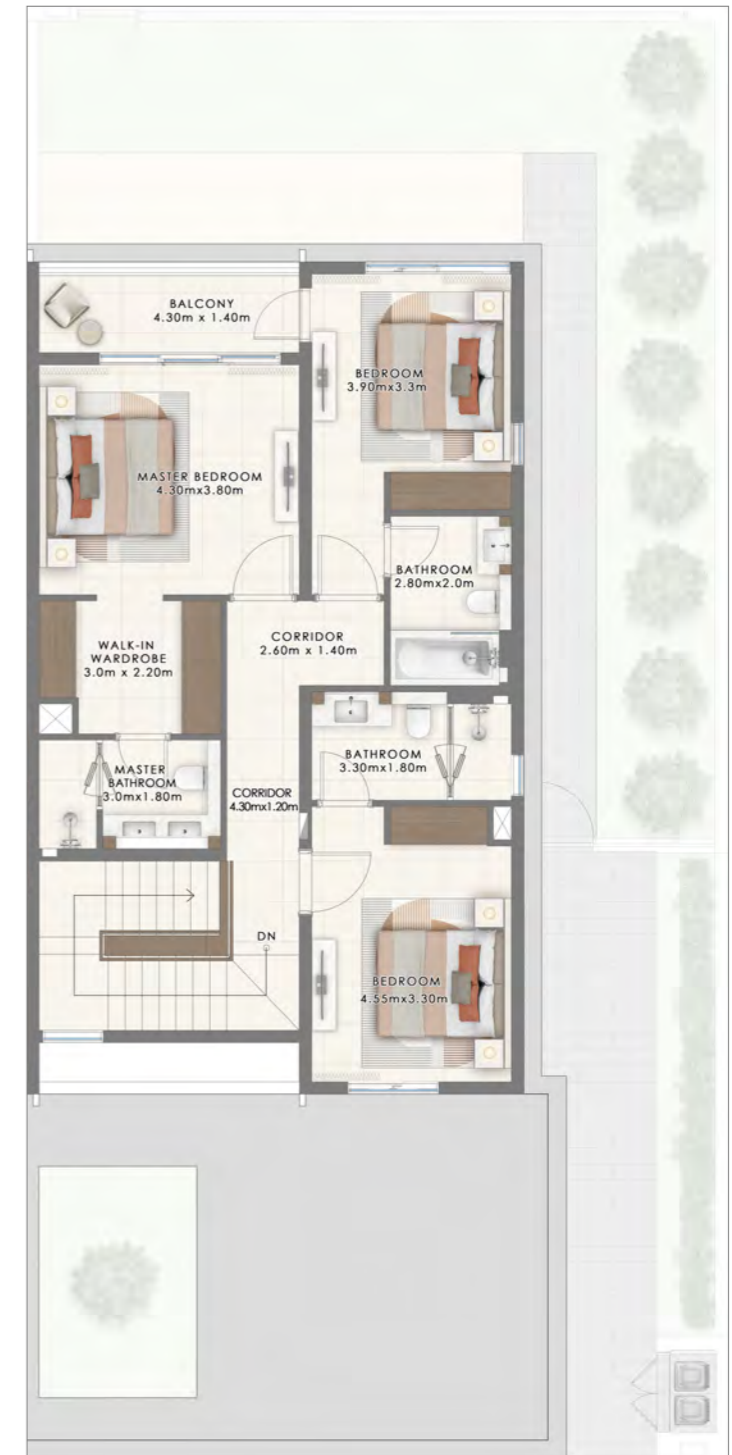 BALCONY
4.30m x 1.40m
BEDROOM
3.90mx3.3m
MASTER BEDROOM
4.30mx3.80m
BATHROOM
2.80mx2.0m
CORRIDOR
2.60m x 1.40m
WALK-IN
WARDROBE
3.0m x 2.20m
BATHROOM
3.30mx1.80m
MASTER
BATHROOM
3.0mx1.80m
CORRIDOR
4.30mx1.20m
DN
BEDROOM
4.55mx3.30m